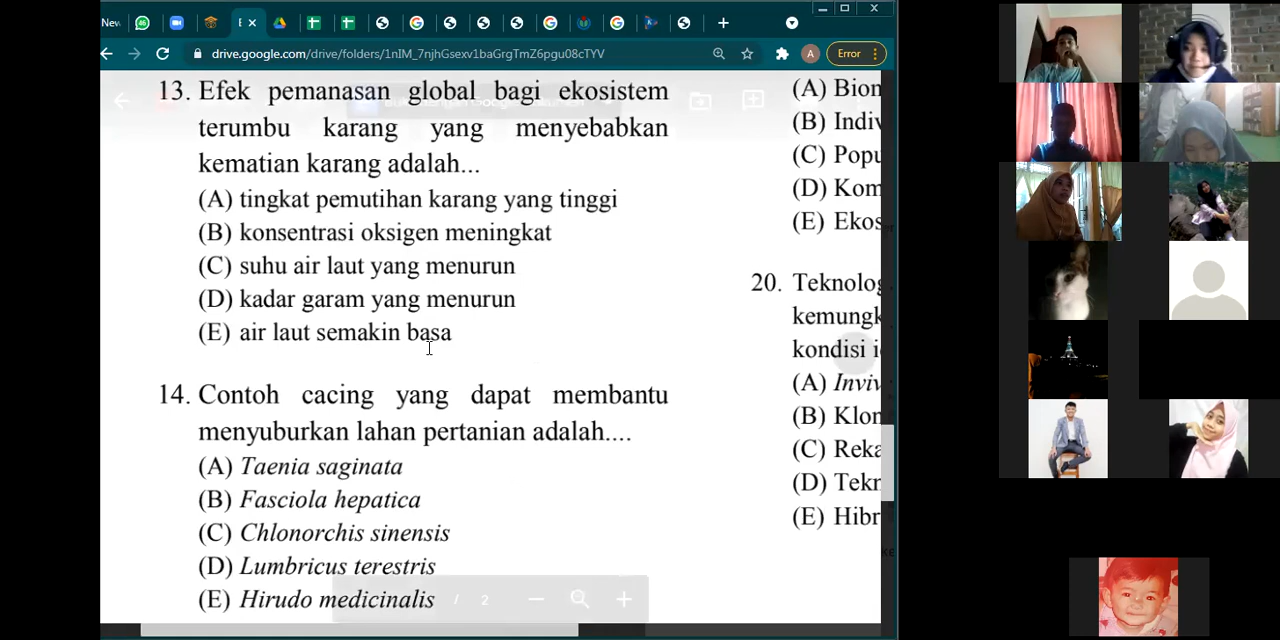 New
46
drive.google.com/drive/folders/1nIM_7njhGsexv1baGrgTmZ6pgu08cTYV
A
Error
13. Efek pemanasan global bagi ekosistem
terumbu karang yang menyebabkan
kematian karang adalah...
(A) tingkat pemutihan karang yang tinggi
(B) konsentrasi oksigen meningkat
(C) suhu air laut yang menurun
(D) kadar garam yang menurun
(E) air laut semakin basa
14. Contoh cacing yang dapat membantu
menyuburkan lahan pertanian adalah....
(A) Taenia saginata
(B) Fasciola hepatica
(C) Chlonorchis sinensis
(D) Lumbricus terestris
(E) Hirudo medicinalis
/ 2
(A) Bion
(B) Indiv
(C) Popu
(D) Kom
(E) Ekos
20. Teknolog
kemungk
kondisi i
(A) Inviv
(B) Klon
(C) Reka
(D) Tekn
(E) Hibr